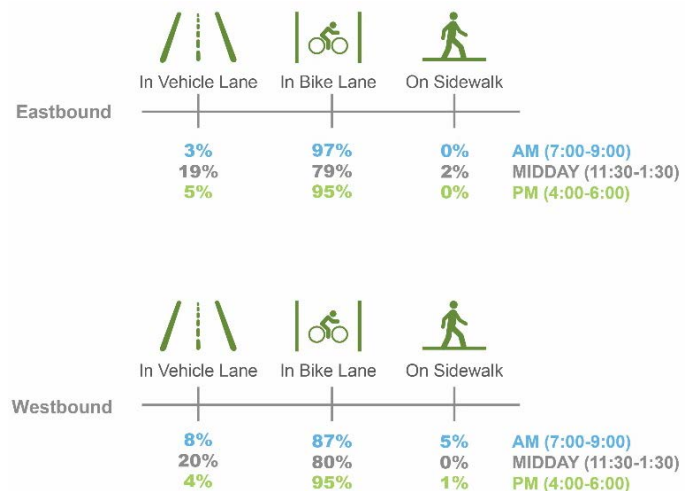 In Vehicle Lane In Bike Lane On Sidewalk
Eastbound
3% 97% 0% AM (7:00-9:00)
19% 79% 2% MIDDAY (11:30-1:30)
5% 95% 0% PM (4:00-6:00)
In Vehicle Lane In Bike Lane On Sidewalk
Westbound
8% 87% 5% AM (7:00-9:00)
20% 80% 0% MIDDAY (11:30-1:30)
4% 95% 1% PM (4:00-6:00)